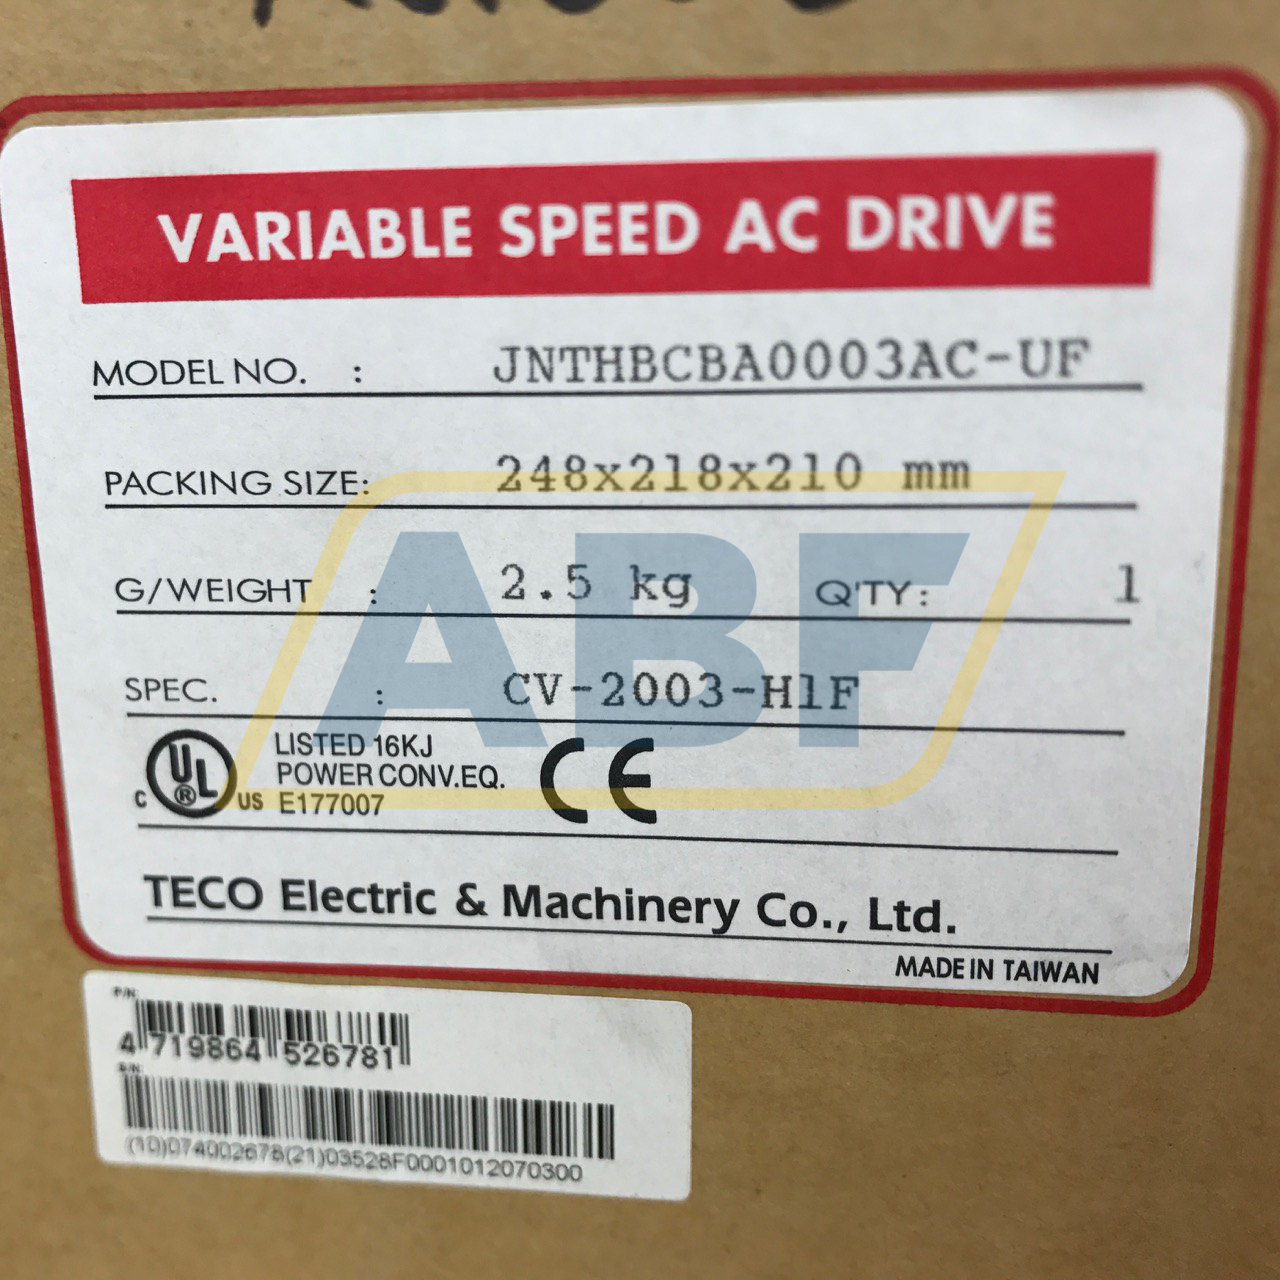 VARIABLE SPEED AC DRIVE
MODEL NO. : JNTHBCBA0003AC-UF
PACKING SIZE: 248x218x210 mm
G/WEIGHT : 2.5 kg Q'TY: 1
SPEC. : CV-2003-H1F
ABF
C UL ® US LISTED 16KJ
POWER CONV.EQ.
E177007
CE
TECO Electric & Machinery Co., Ltd.
MADE IN TAIWAN
P/N:
4 719864 526781
S/N:
(10)074002678(21)03528F0001012070300